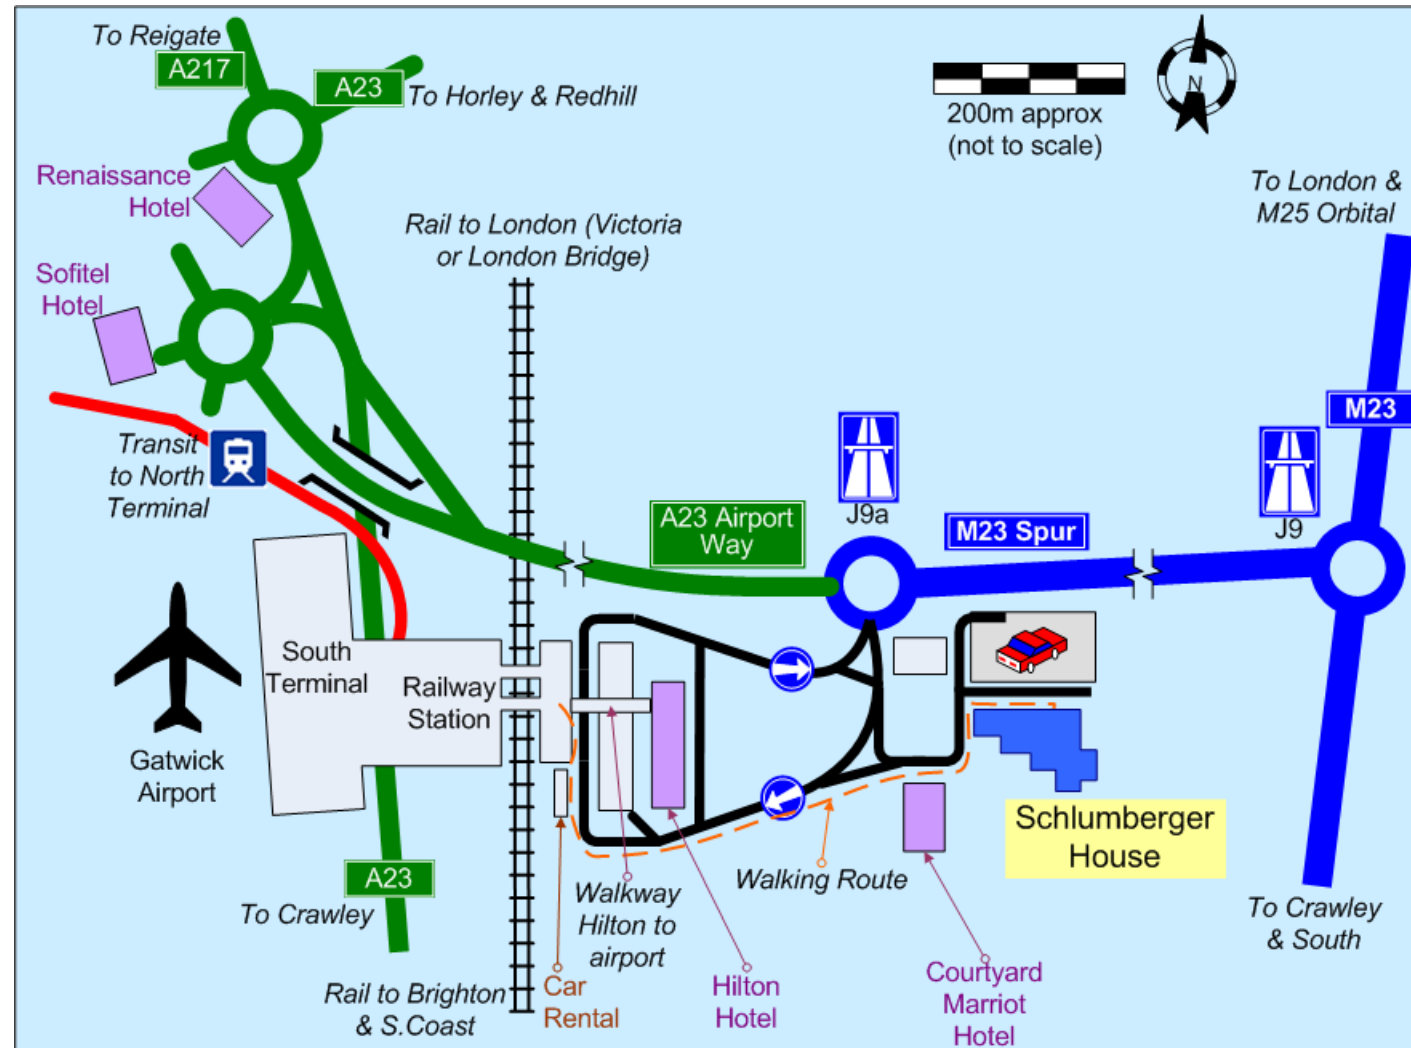 To Reigate
A217
A23
To Horley & Redhill
200m approx
(not to scale)
N
Renaissance
Hotel
To London &
M25 Orbital
Rail to London (Victoria
or London Bridge)
Sofitel
Hotel
M23
Transit
to North
Terminal
J9a
J9
A23 Airport
Way
M23 Spur
South
Terminal
Railway
Station
Gatwick
Airport
Schlumberger
House
A23
To Crawley
Walking Route
Walkway
Hilton to
airport
To Crawley
& South
Rail to Brighton
& S.Coast
Car
Rental
Hilton
Hotel
Courtyard
Marriot
Hotel